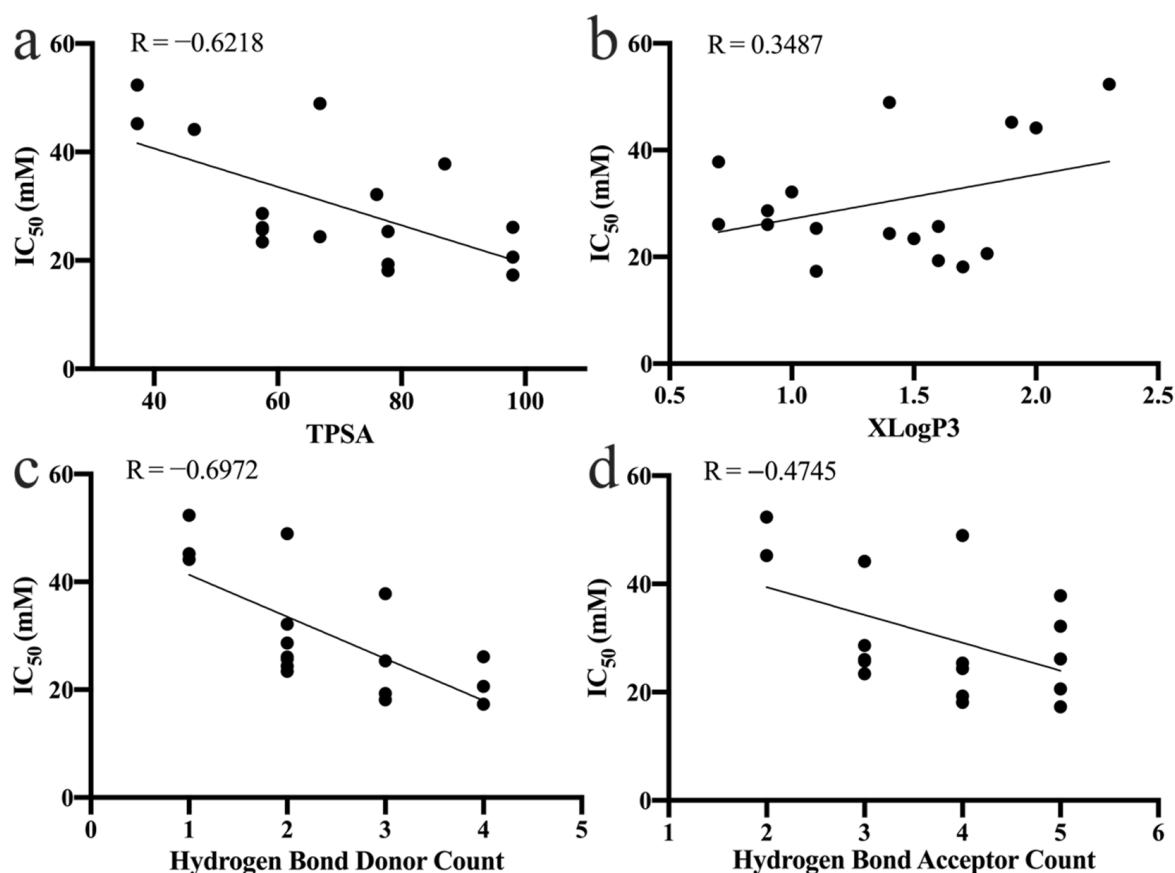 a
R = −0.6218
60
40
20
0
IC50 (mM)
40
60
80
100
TPSA
b
R = 0.3487
60
40
20
0
IC50 (mM)
0.5
1.0
1.5
2.0
2.5
XLogP3
c
R = −0.6972
60
40
20
0
IC50 (mM)
0
1
2
3
4
5
Hydrogen Bond Donor Count
d
R = −0.4745
60
40
20
0
IC50 (mM)
1
2
3
4
5
6
Hydrogen Bond Acceptor Count